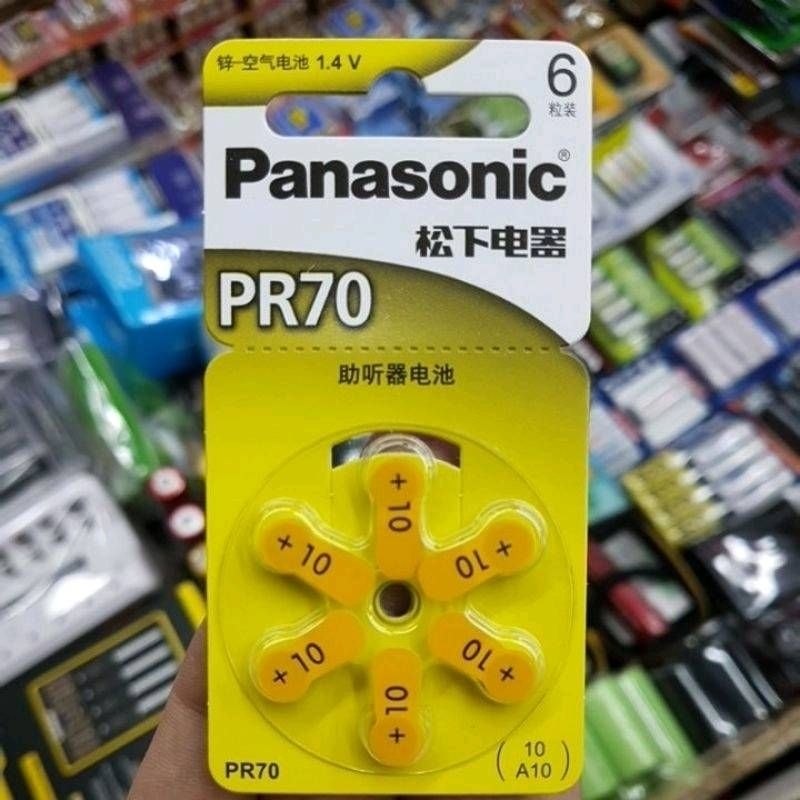 锌-空气电池 1.4 V
6
粒装
Panasonic®
松下电器
PR70
助听器电池
+ 10
+ 10
+ 10
+ 10
+ 10
+ 10
PR70
10
A10